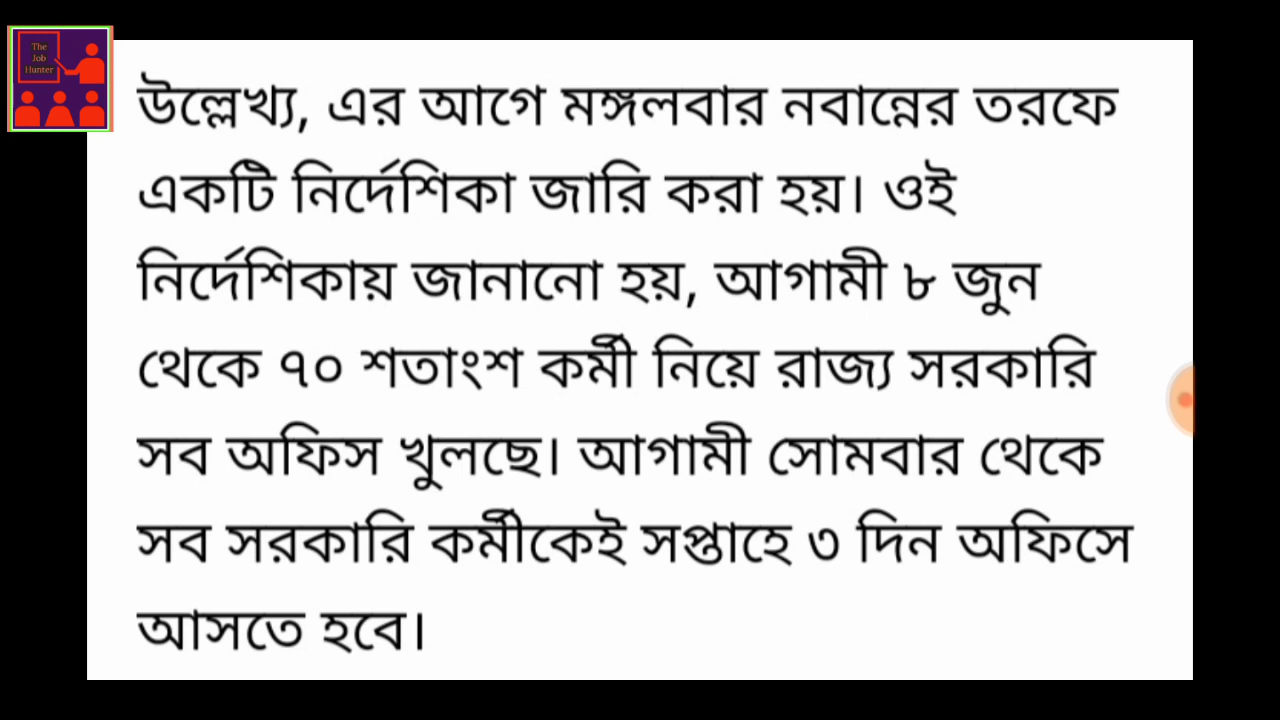 The
Job
Hunter
উল্লেখ্য, এর আগে মঙ্গলবার নবান্নের তরফে
একটি নির্দেশিকা জারি করা হয়। ওই
নির্দেশিকায় জানানো হয়, আগামী ৮ জুন
থেকে ৭০ শতাংশ কর্মী নিয়ে রাজ্য সরকারি
সব অফিস খুলছে। আগামী সোমবার থেকে
সব সরকারি কর্মীকেই সপ্তাহে ৩ দিন অফিসে
আসতে হবে।